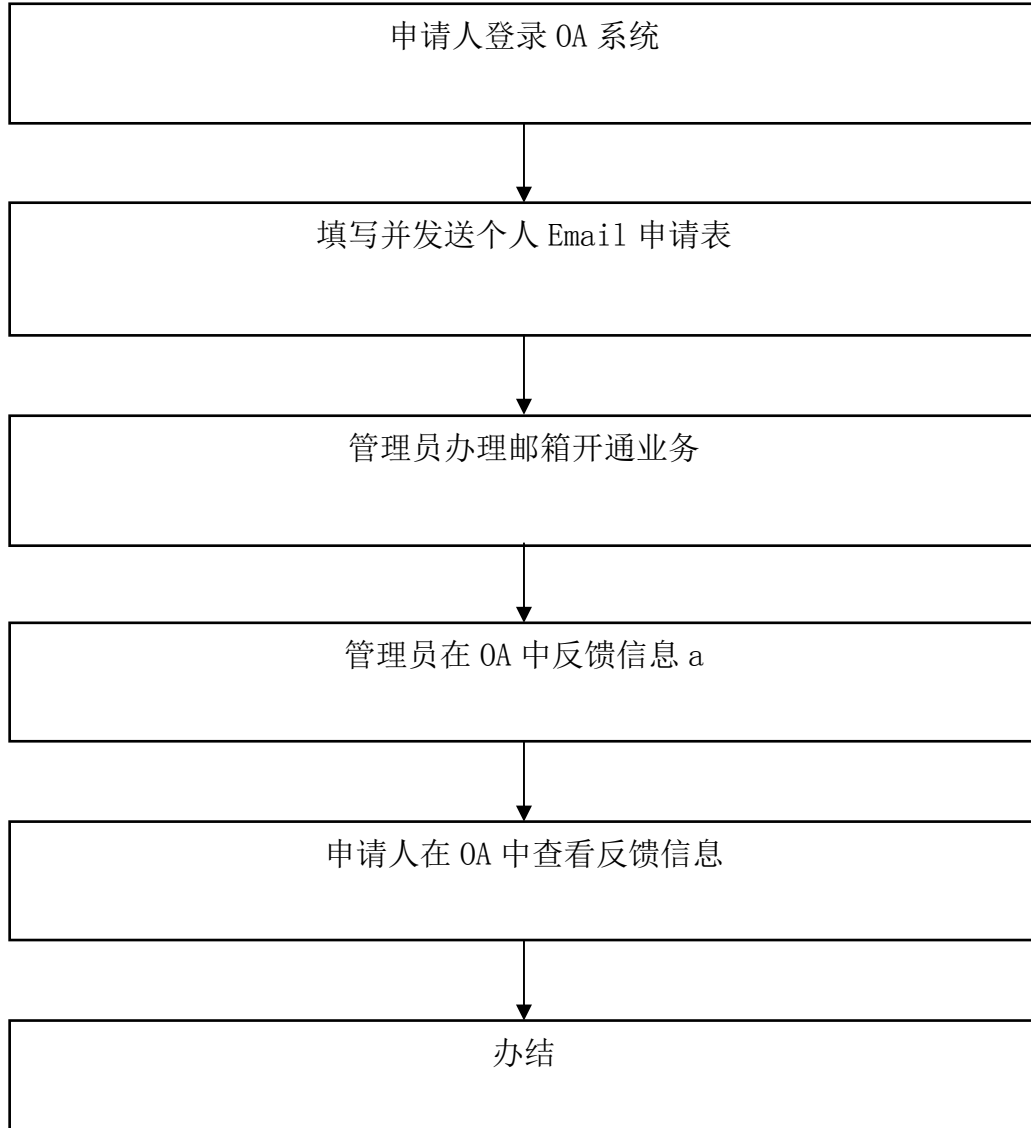 申请人登录 OA 系统
填写并发送个人 Email 申请表
管理员办理邮箱开通业务
管理员在 OA 中反馈信息 a
申请人在 OA 中查看反馈信息
办结